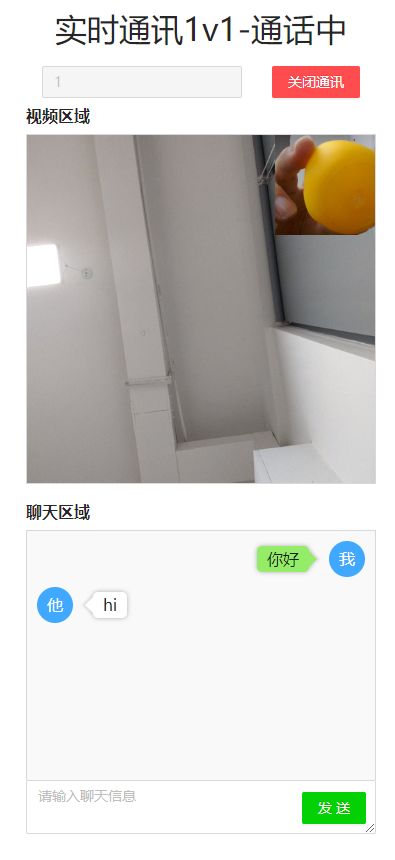 实时通讯1v1-通话中
1
关闭通讯
视频区域
聊天区域
你好
我
他
hi
请输入聊天信息
发 送